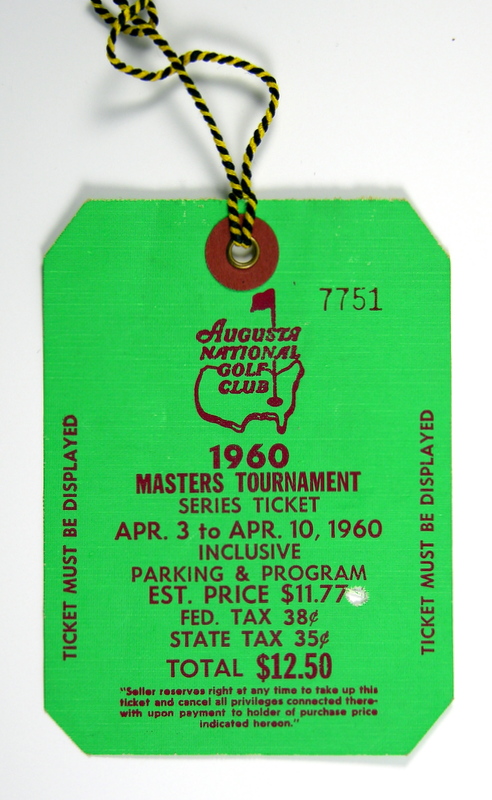 7751
AUGUSTA
NATIONAL
GOLF
CLUB
1960
MASTERS TOURNAMENT
SERIES TICKET
APR. 3 to APR. 10, 1960
INCLUSIVE
PARKING & PROGRAM
EST. PRICE $11.77
FED. TAX 38¢
STATE TAX 35¢
TOTAL $12.50
"Seller reserves right at any time to take up this
ticket and cancel all privileges connected there-
with upon payment to holder of purchase price
indicated hereon."
TICKET MUST BE DISPLAYED
TICKET MUST BE DISPLAYED